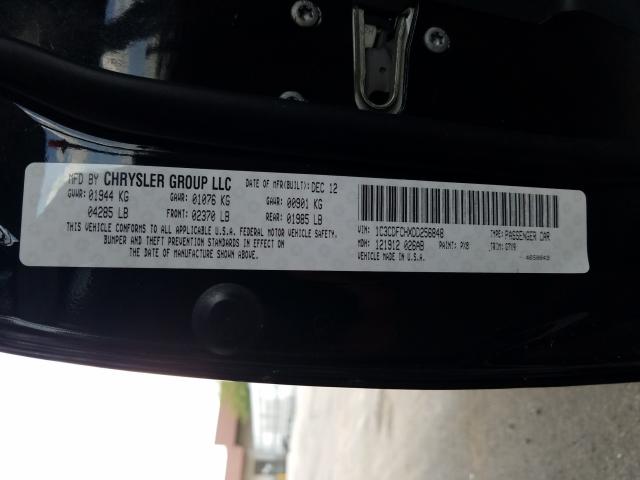 MFD BY CHRYSLER GROUP LLC DATE OF MFR(BUILT): DEC 12
GVWR: 01944 KG GAWR: 01076 KG GAWR: 00901 KG
04285 LB FRONT: 02370 LB REAR: 01985 LB
THIS VEHICLE CONFORMS TO ALL APPLICABLE U.S.A. FEDERAL MOTOR VEHICLE SAFETY,
BUMPER AND THEFT PREVENTION STANDARDS IN EFFECT ON
THE DATE OF MANUFACTURE SHOWN ABOVE.
VIN: 1C3CDFCHXDD256848 TYPE: PASSENGER CAR
MDH: 121912 026AB PAINT: PX8 TRIM:
VEHICLE MADE IN U.S.A.